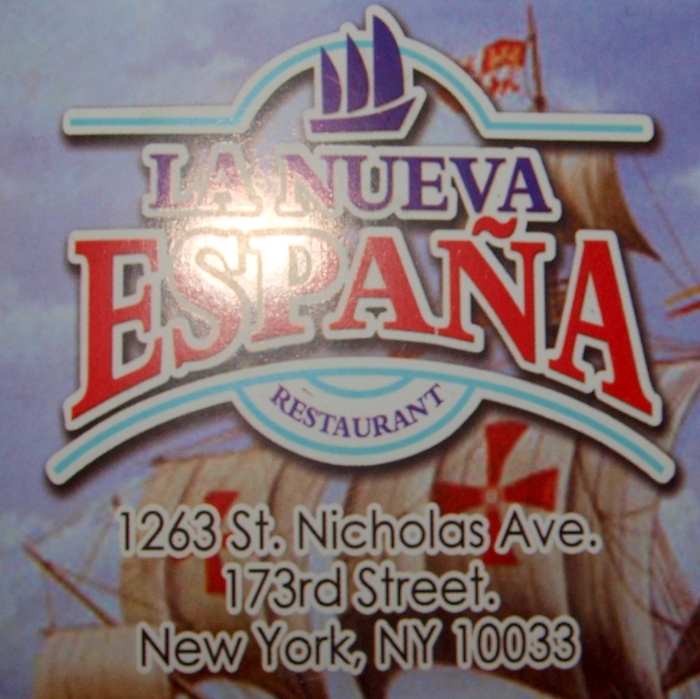 LA NUEVA
ESPAÑA
RESTAURANT
1263 St. Nicholas Ave.
173rd Street.
New York, NY 10033